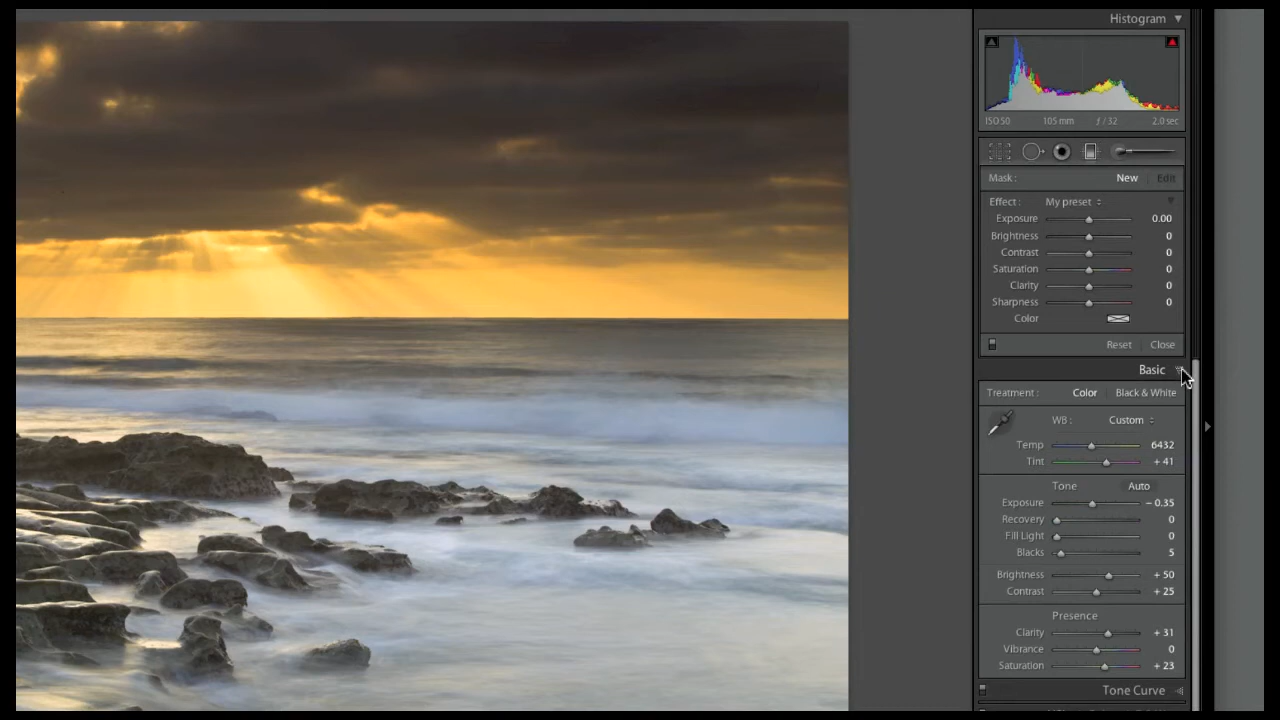 Histogram
ISO 50 105 mm ƒ / 32 2.0 sec
Mask : New Edit
Effect : My preset
Exposure 0.00
Brightness 0
Contrast 0
Saturation 0
Clarity 0
Sharpness 0
Color
Reset Close
Basic
Treatment : Color Black & White
WB : Custom
Temp 6432
Tint + 41
Tone Auto
Exposure − 0.35
Recovery 0
Fill Light 0
Blacks 5
Brightness + 50
Contrast + 25
Presence
Clarity + 31
Vibrance 0
Saturation + 23
Tone Curve